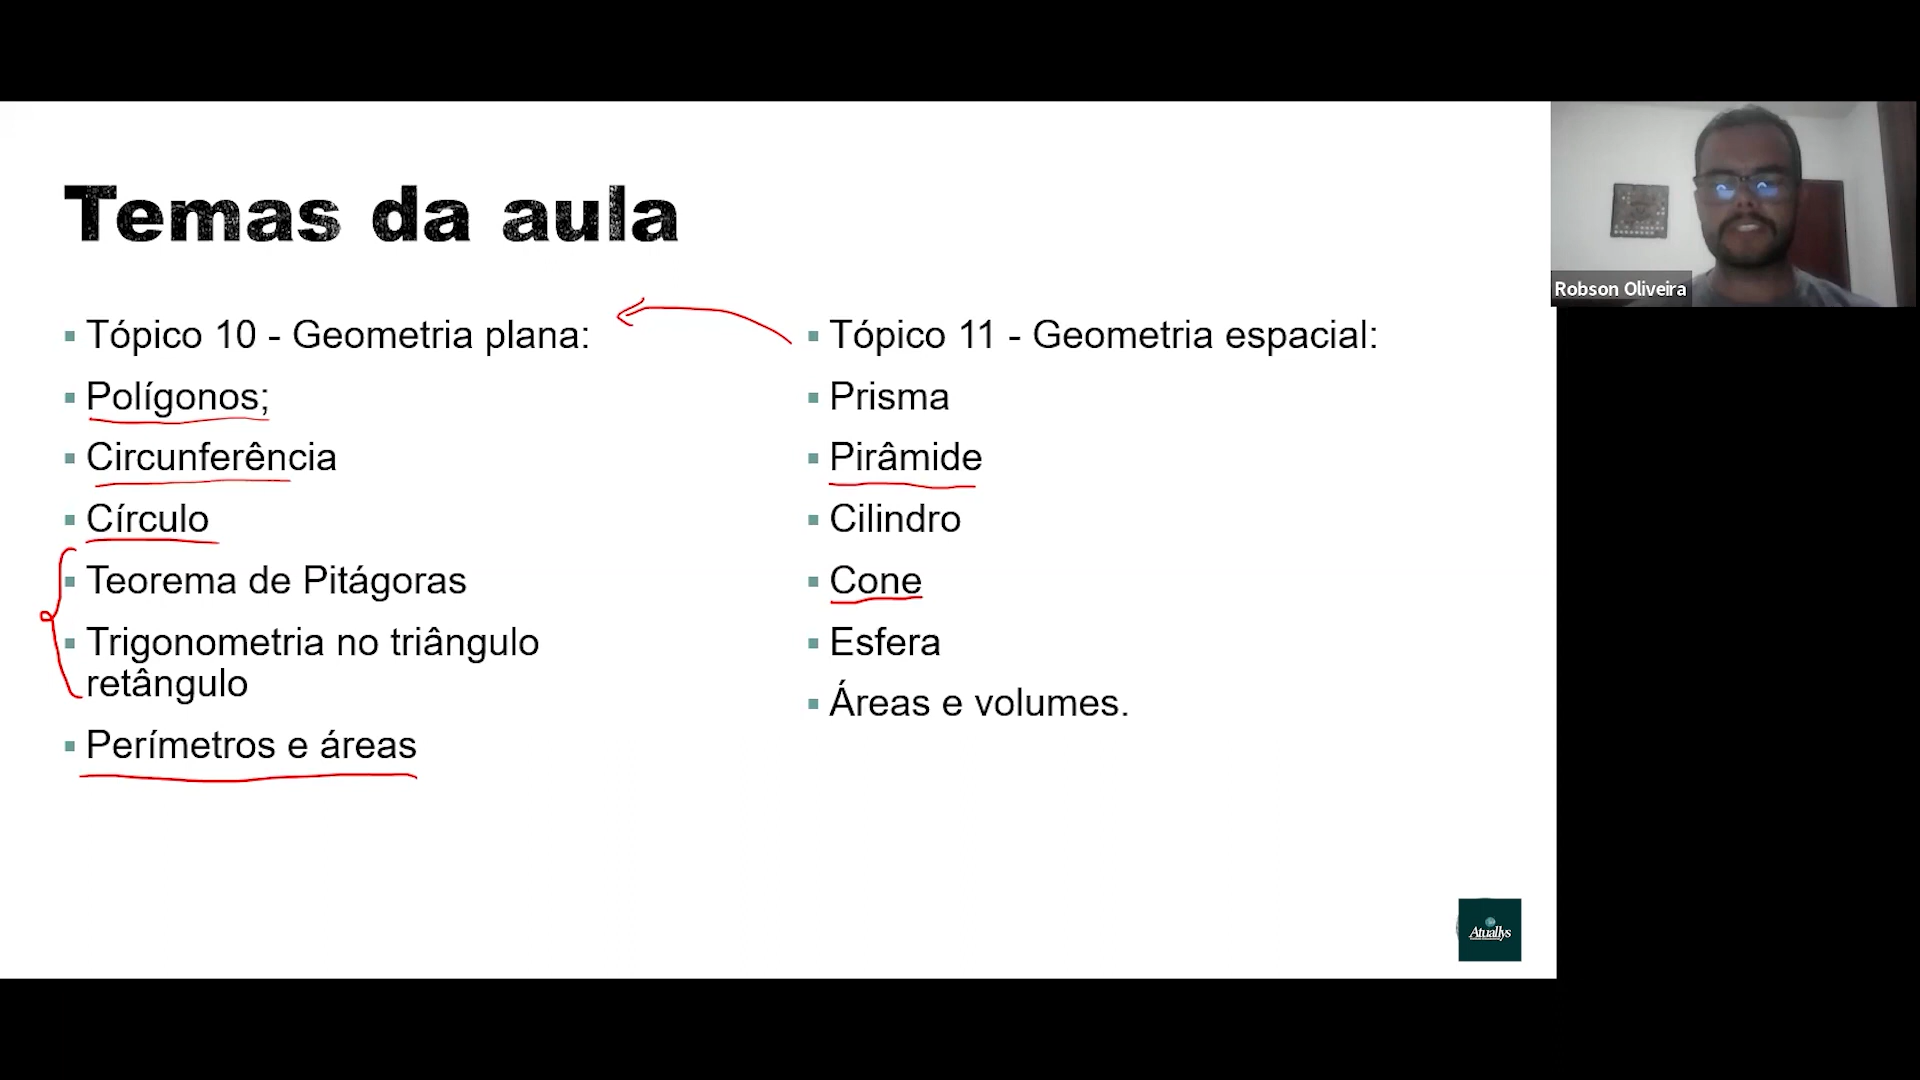 Temas da aula
Tópico 10 - Geometria plana:
Polígonos;
Circunferência
Círculo
Teorema de Pitágoras
Trigonometria no triângulo
retângulo
Perímetros e áreas
Tópico 11 - Geometria espacial:
Prisma
Pirâmide
Cilindro
Cone
Esfera
Áreas e volumes.
Robson Oliveira
Atuallys